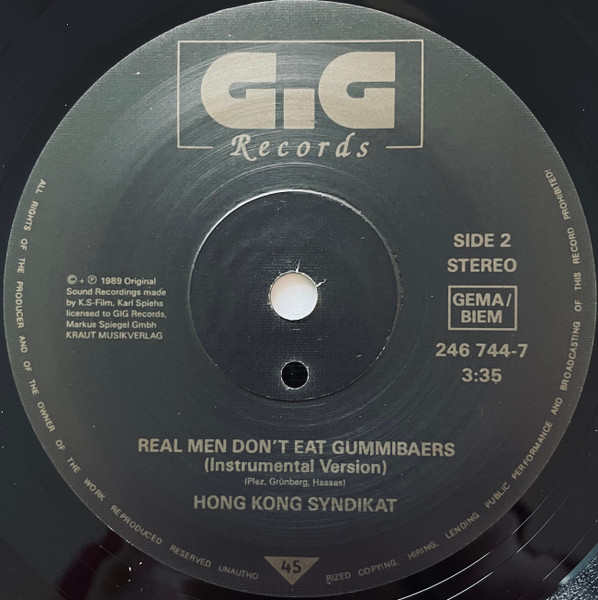 GiG
Records
SIDE 2
STEREO
GEMA/
BIEM
246 744-7
3:35
© + ℗ 1989 Original
Sound Recordings made
by K.S-Film, Karl Spiehs
licensed to GIG Records,
Markus Spiegel Gmbh
KRAUT MUSIKVERLAG
REAL MEN DON'T EAT GUMMIBAERS
(Instrumental Version)
(Plez, Grünberg, Hassas)
HONG KONG SYNDIKAT
ALL RIGHTS OF THE PRODUCER AND OF THE OWNER OF THE WORK REPRODUCED RESERVED UNAUTHO
45
RIZED COPYING, HIRING, LENDING PUBLIC PERFORMANCE AND BROADCASTING OF THIS RECORD PROHIBITED!